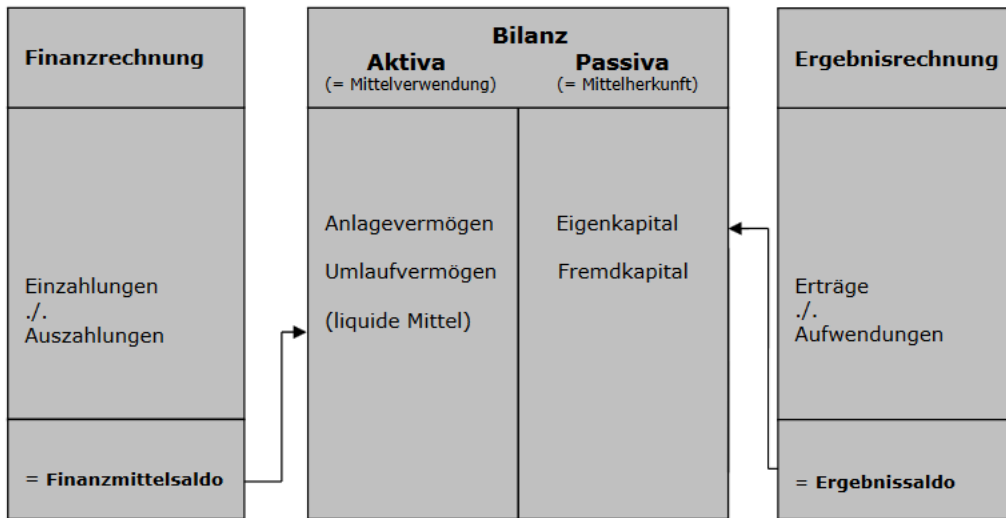 Finanzrechnung
Einzahlungen
./.
Auszahlungen
= Finanzmittelsaldo
Bilanz
Aktiva
(= Mittelverwendung)
Passiva
(= Mittelherkunft)
Anlagevermögen
Umlaufvermögen
(liquide Mittel)
Eigenkapital
Fremdkapital
Ergebnisrechnung
Erträge
./.
Aufwendungen
= Ergebnissaldo